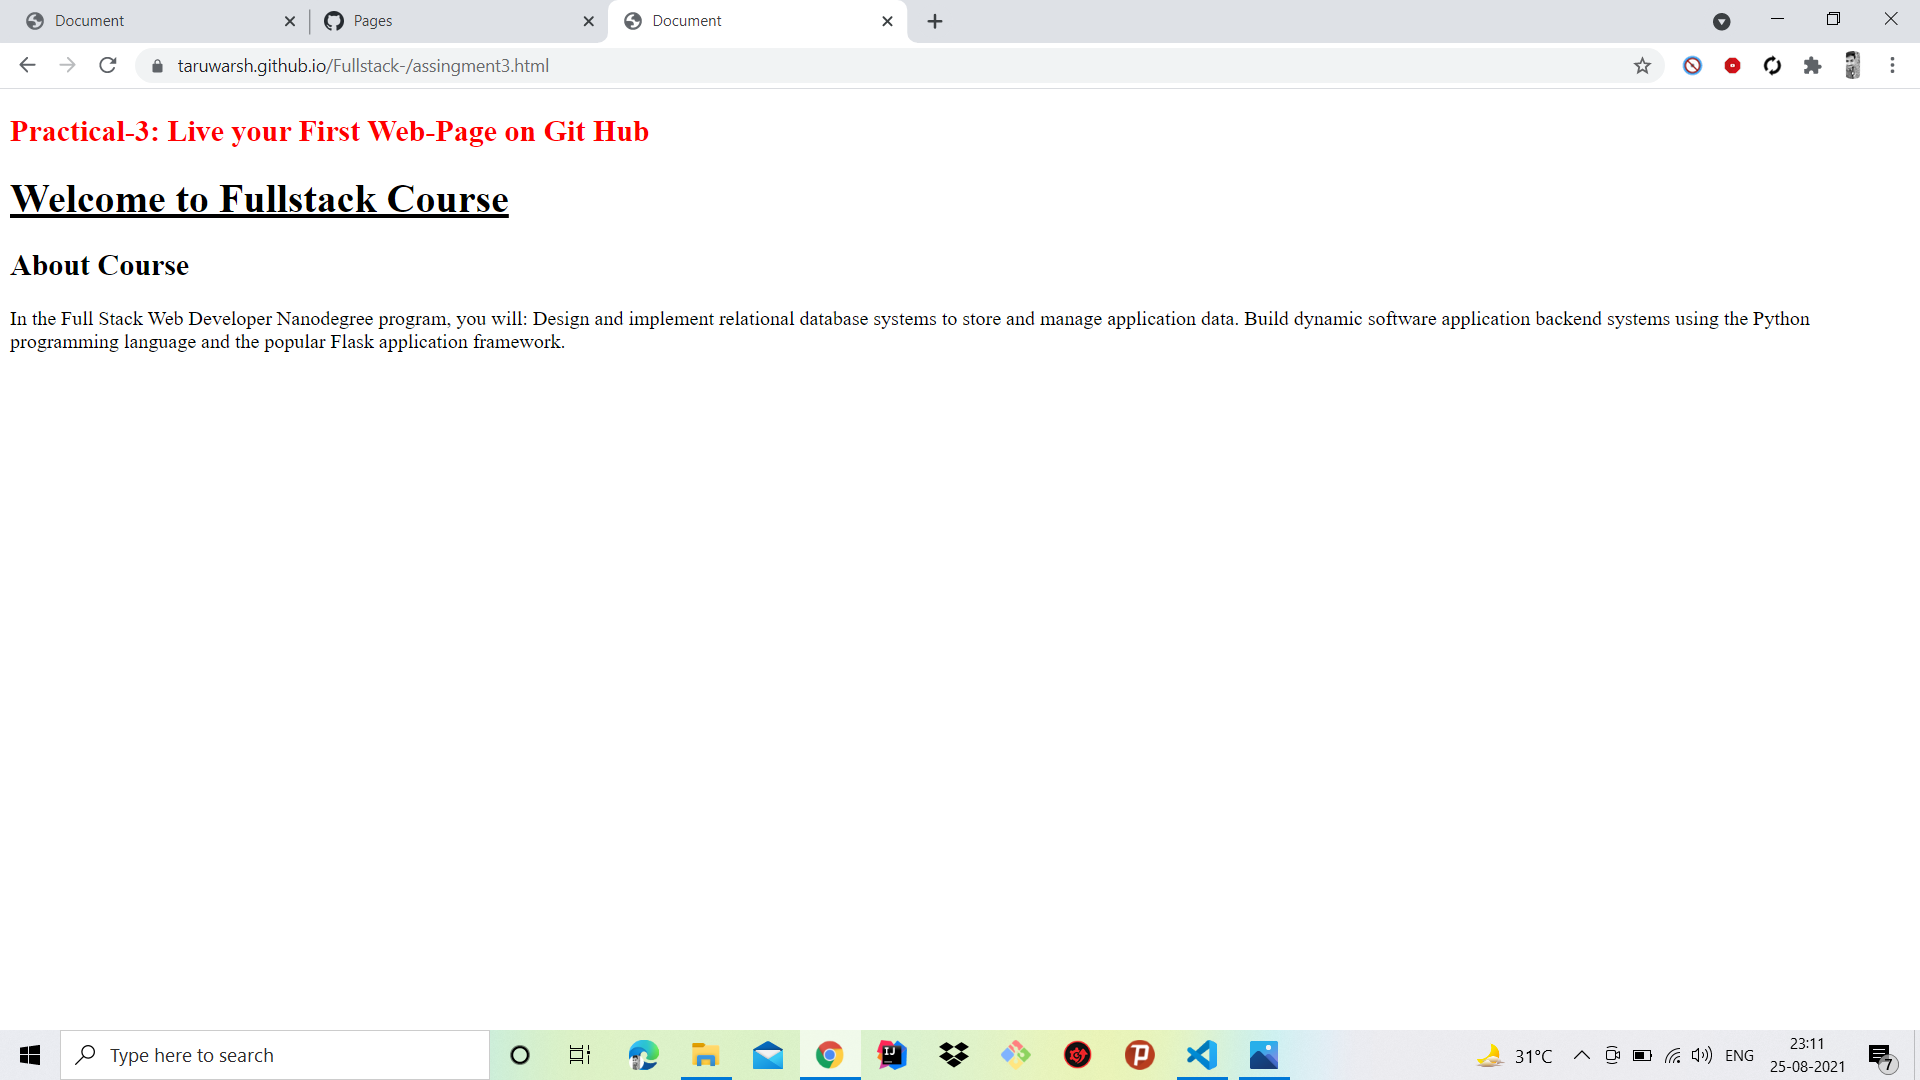 Document
Pages
Document
taruwarsh.github.io/Fullstack-/assingment3.html
Practical-3: Live your First Web-Page on Git Hub
Welcome to Fullstack Course
About Course
In the Full Stack Web Developer Nanodegree program, you will: Design and implement relational database systems to store and manage application data. Build dynamic software application backend systems using the Python
programming language and the popular Flask application framework.
Type here to search
IJ
P
31°C
ENG
23:11
25-08-2021
7